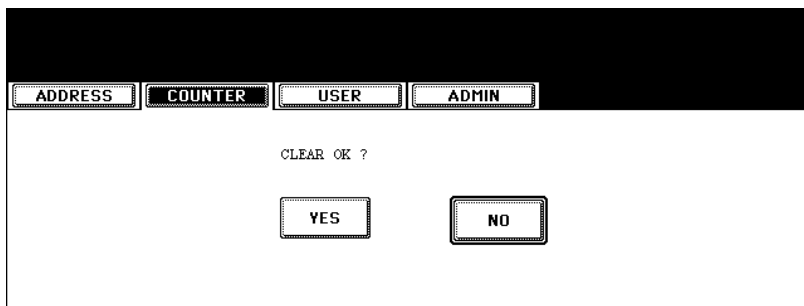 ADDRESS COUNTER USER ADMIN
CLEAR OK ?
YES NO